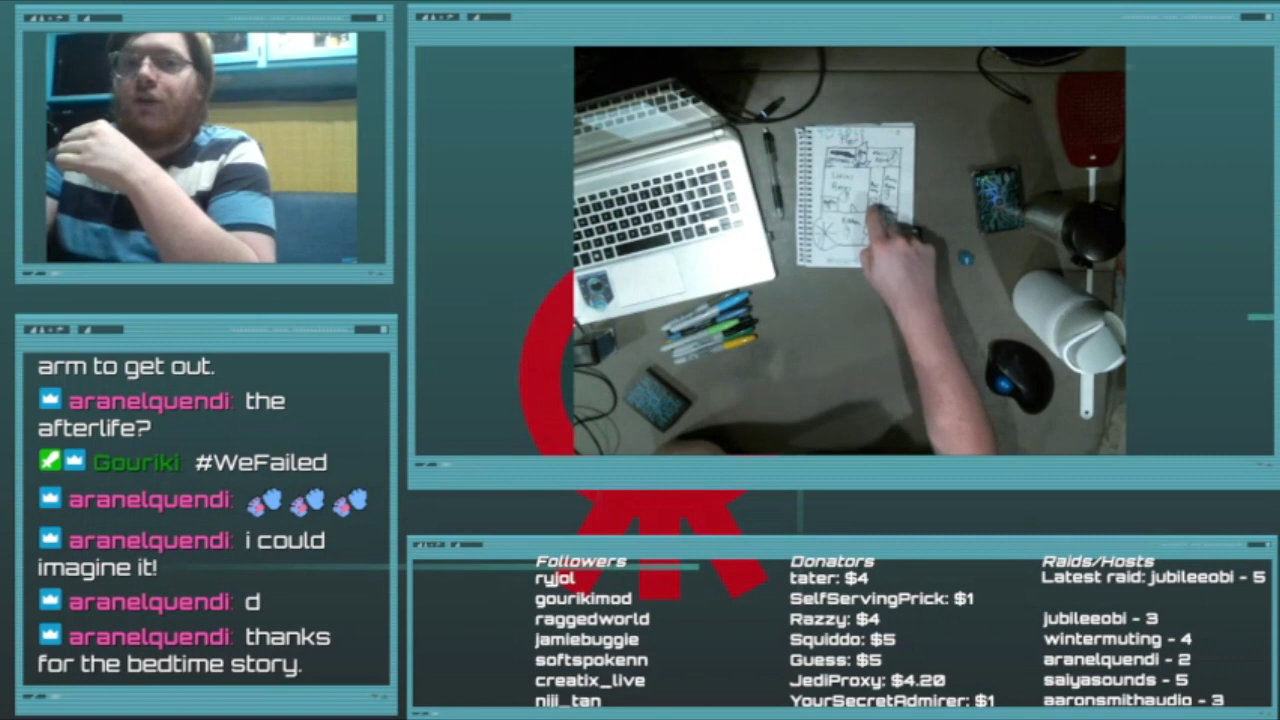 arm to get out.
aranelquendi: the
afterlife?
Gouriki: #WeFailed
aranelquendi:
aranelquendi: i could
imagine it!
aranelquendi: d
aranelquendi: thanks
for the bedtime story.
Followers
ryjol
gourikimod
raggedworld
jamiebuggie
softspokenn
creatix_live
niji_tan
Donators
tater: $4
SelfServingPrick: $1
Razzy: $4
Squiddo: $5
Guess: $5
JediProxy: $4.20
YourSecretAdmirer: $1
Raids/Hosts
Latest raid: jubileeobi - 5
jubileeobi - 3
wintermuting - 4
aranelquendi - 2
saiyasounds - 5
aaronsmithaudio - 3